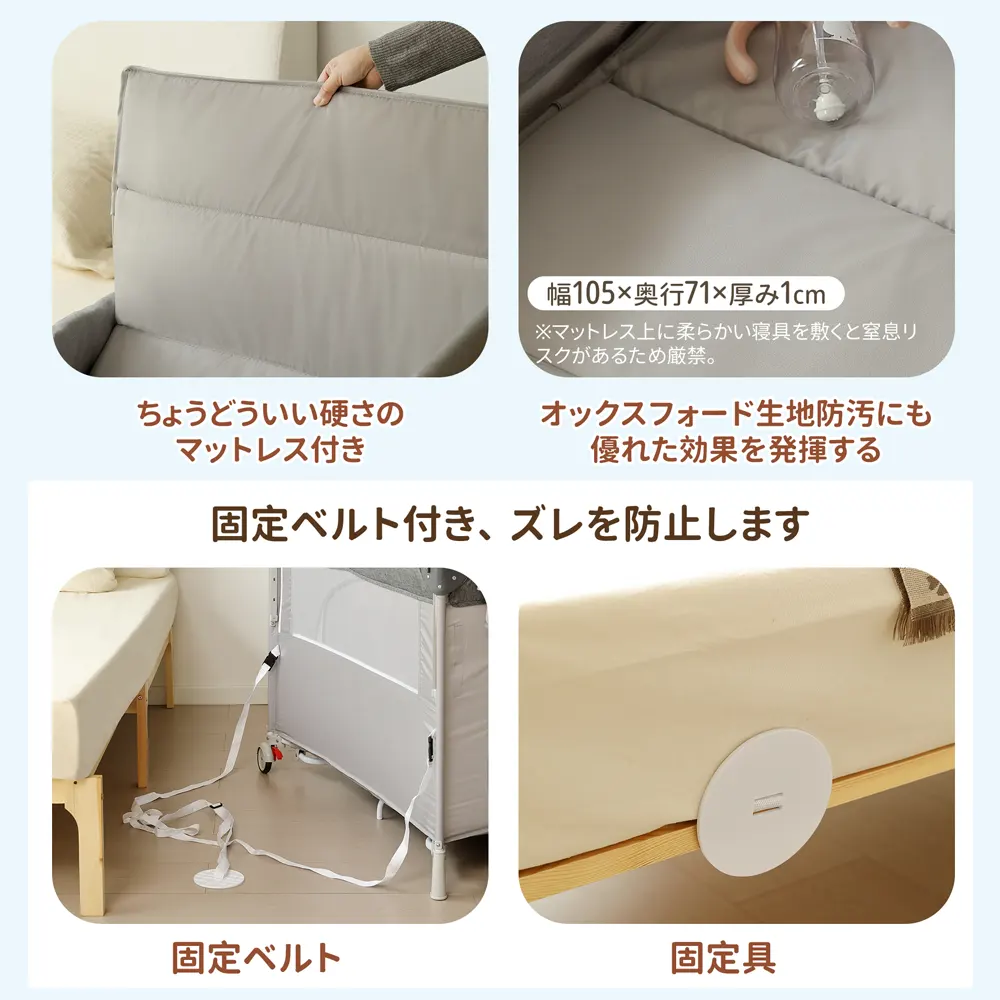 幅105×奥行71×厚み1cm
※マットレス上に柔らかい寝具を敷くと窒息リ
スクがあるため厳禁。
ちょうどういい硬さの
マットレス付き
オックスフォード生地防汚にも
優れた効果を発揮する
固定ベルト付き、ズレを防止します
固定ベルト
固定具